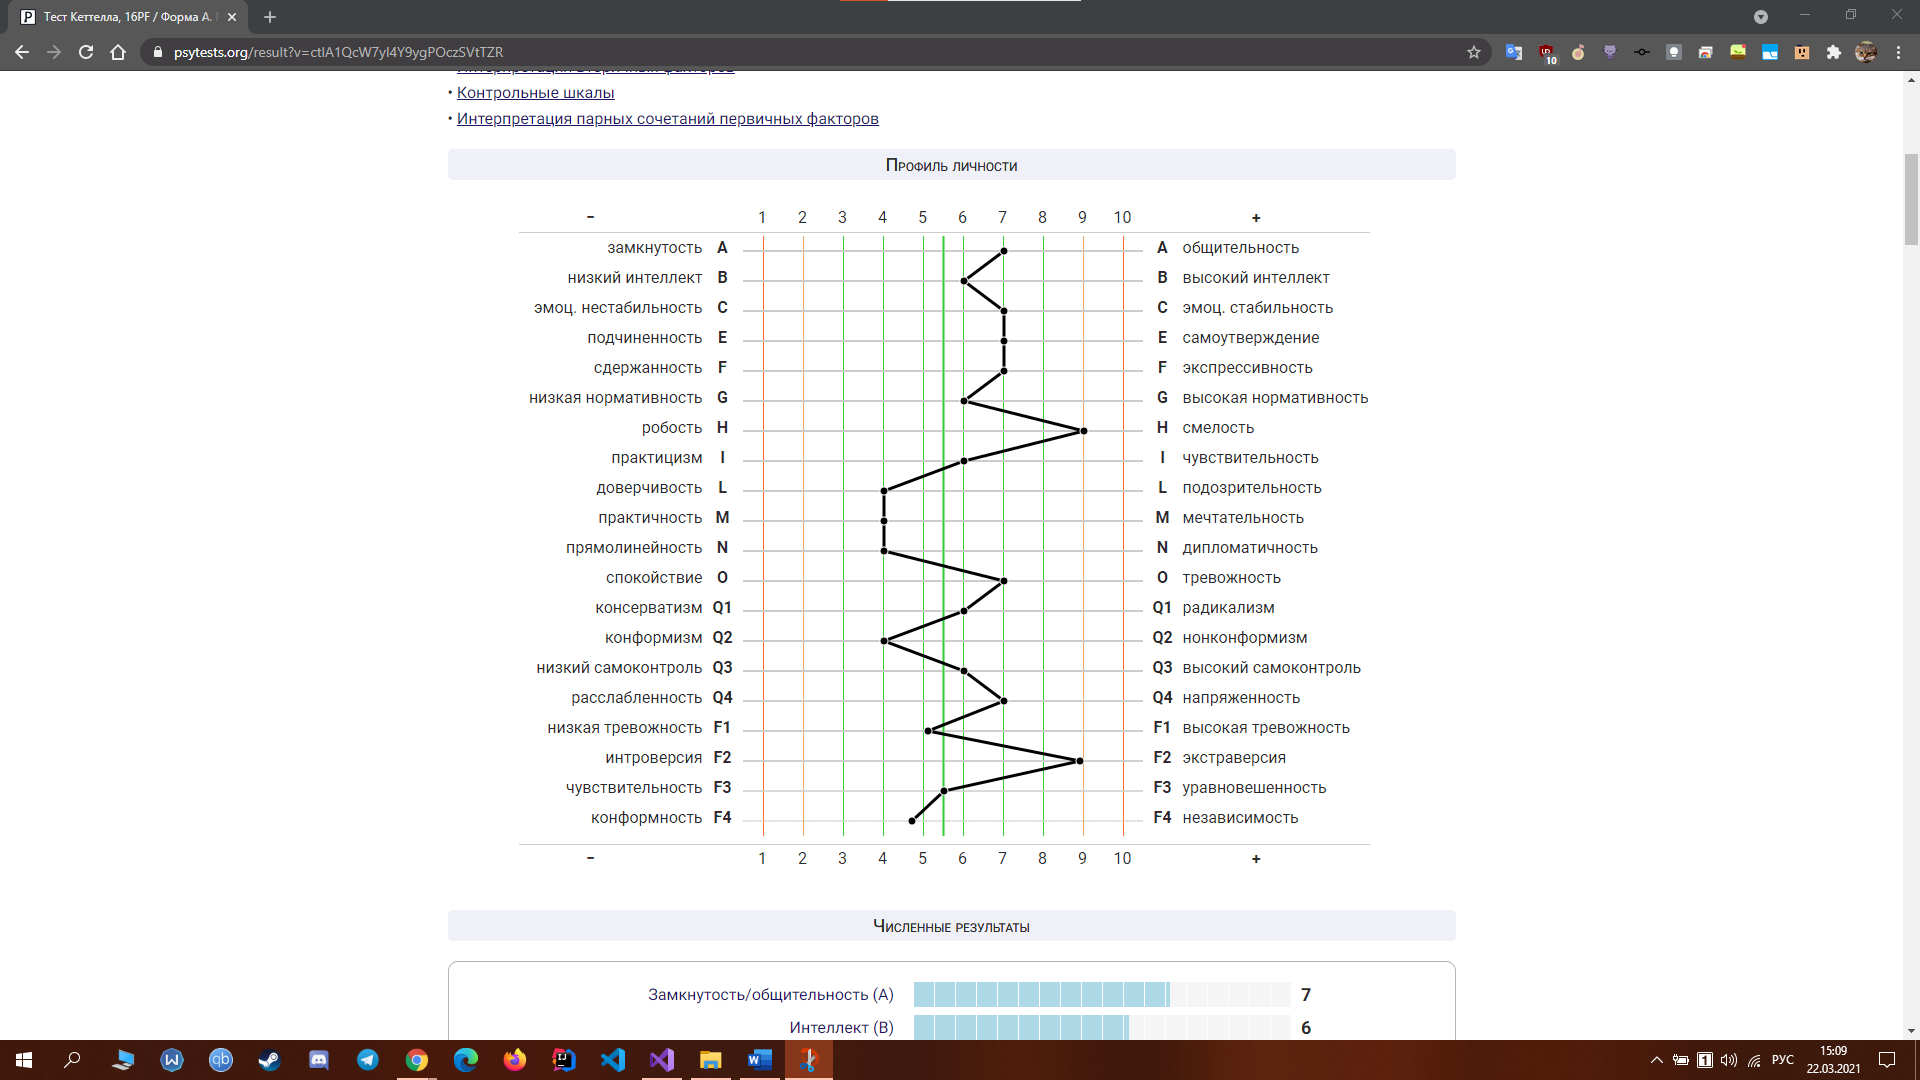 Тест Кеттелла, 16PF / Форма A.
psytests.org/result?v=ctlA1QcW7yl4Y9ygPOczSVtTZR
10
• Контрольные шкалы
• Интерпретация парных сочетаний первичных факторов
Профиль личности
− 1 2 3 4 5 6 7 8 9 10 +
замкнутость A A общительность
низкий интеллект B B высокий интеллект
эмоц. нестабильность C C эмоц. стабильность
подчиненность E E самоутверждение
сдержанность F F экспрессивность
низкая нормативность G G высокая нормативность
робость H H смелость
практицизм I I чувствительность
доверчивость L L подозрительность
практичность M M мечтательность
прямолинейность N N дипломатичность
спокойствие O O тревожность
консерватизм Q1 Q1 радикализм
конформизм Q2 Q2 нонконформизм
низкий самоконтроль Q3 Q3 высокий самоконтроль
расслабленность Q4 Q4 напряженность
низкая тревожность F1 F1 высокая тревожность
интроверсия F2 F2 экстраверсия
чувствительность F3 F3 уравновешенность
конформность F4 F4 независимость
− 1 2 3 4 5 6 7 8 9 10 +
Численные результаты
Замкнутость/общительность (A) 7
Интеллект (B) 6
РУС
15:09
22.03.2021